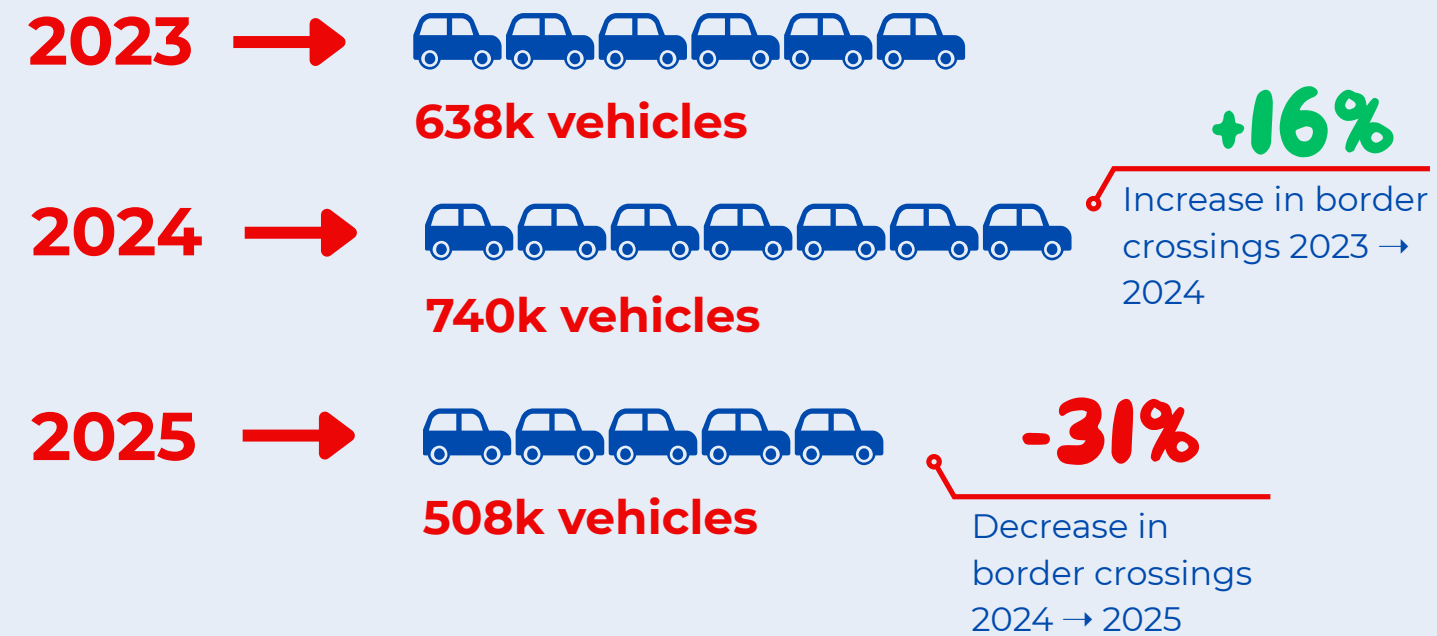 2023
638k vehicles
+16%
Increase in border
crossings 2023 →
2024
2024
740k vehicles
2025
-31%
508k vehicles
Decrease in
border crossings
2024 → 2025